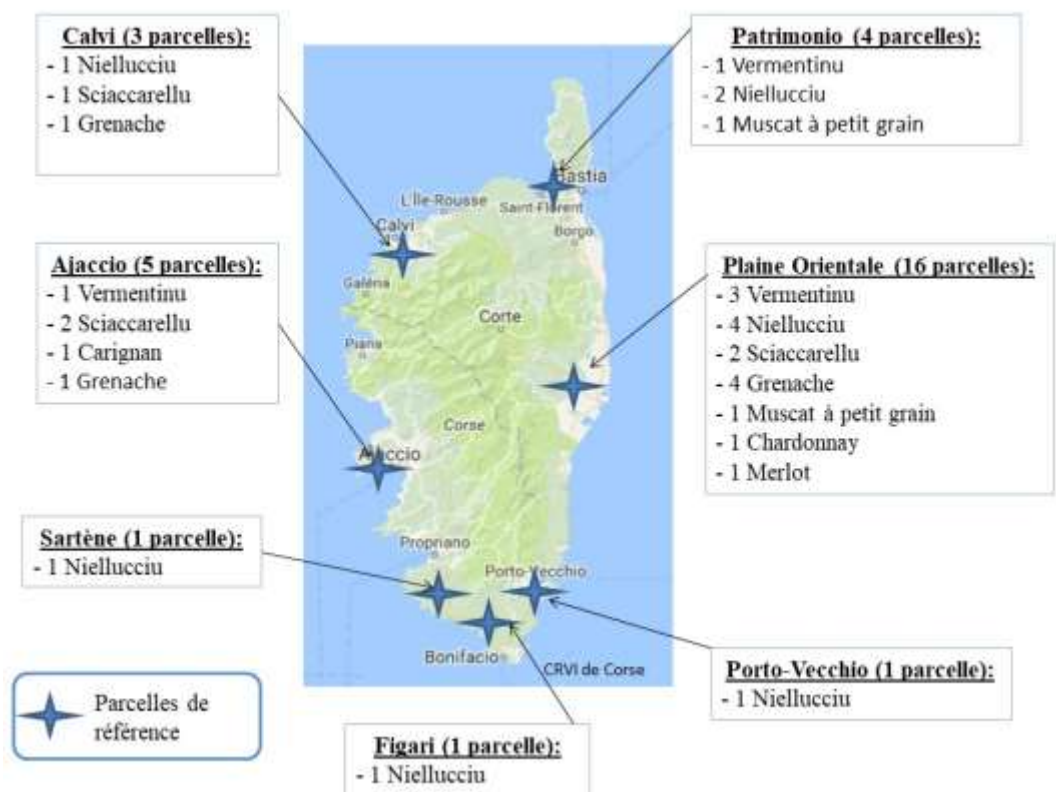 Calvi (3 parcelles):
- 1 Niellucciu
- 1 Sciaccarellu
- 1 Grenache
Patrimonio (4 parcelles):
- 1 Vermentinu
- 2 Niellucciu
- 1 Muscat à petit grain
Ajaccio (5 parcelles):
- 1 Vermentinu
- 2 Sciaccarellu
- 1 Carignan
- 1 Grenache
Plaine Orientale (16 parcelles):
- 3 Vermentinu
- 4 Niellucciu
- 2 Sciaccarellu
- 4 Grenache
- 1 Muscat à petit grain
- 1 Chardonnay
- 1 Merlot
Sartène (1 parcelle):
- 1 Niellucciu
Porto-Vecchio (1 parcelle):
- 1 Niellucciu
Figari (1 parcelle):
- 1 Niellucciu
Parcelles de
référence
Bastia
L'Île-Rousse
Saint-Florent
Calvi
Borgo
Galéria
Corte
Piana
Corse
Ajaccio
Propriano
Porto-Vecchio
Bonifacio
CRVI de Corse